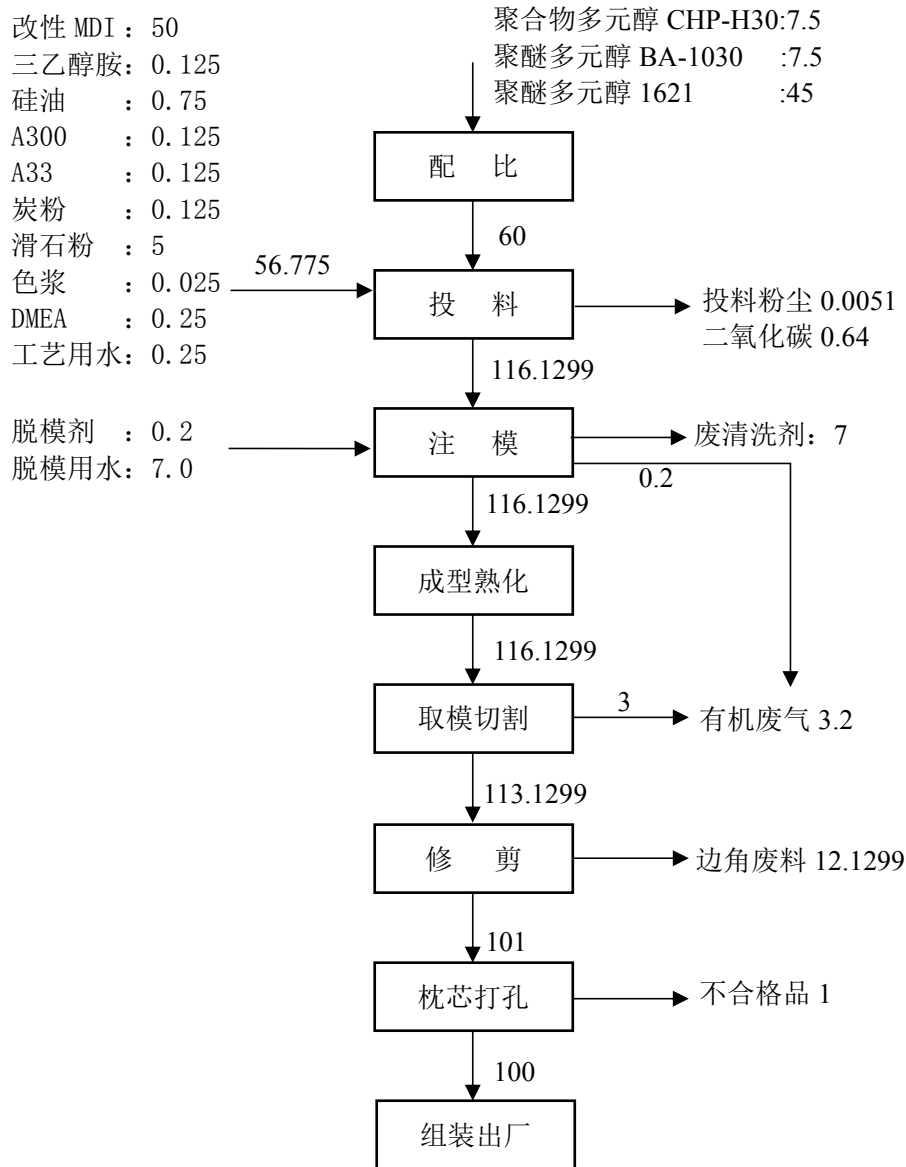 改性 MDI：50
三乙醇胺：0.125
硅油 ：0.75
A300 ：0.125
A33 ：0.125
炭粉 ：0.125
滑石粉 ：5
色浆 ：0.025
DMEA ：0.25
工艺用水：0.25
聚合物多元醇 CHP-H30:7.5
聚醚多元醇 BA-1030 :7.5
聚醚多元醇 1621 :45
配 比
60
56.775
投 料
投料粉尘 0.0051
二氧化碳 0.64
116.1299
脱模剂 ：0.2
脱模用水：7.0
注 模
废清洗剂：7
0.2
116.1299
成型熟化
116.1299
取模切割
3
有机废气 3.2
113.1299
修 剪
边角废料 12.1299
101
枕芯打孔
不合格品 1
100
组装出厂